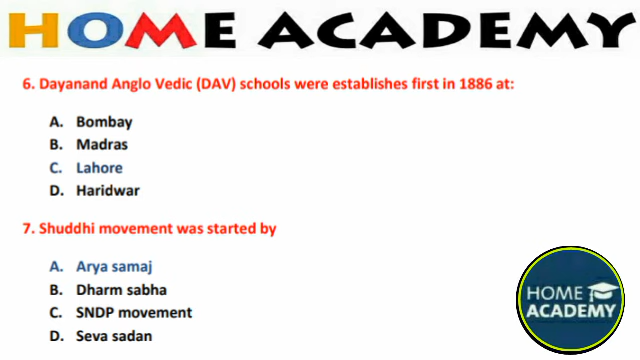 HOME ACADEMY
6. Dayanand Anglo Vedic (DAV) schools were establishes first in 1886 at:
A. Bombay
B. Madras
C. Lahore
D. Haridwar
7. Shuddhi movement was started by
A. Arya samaj
B. Dharm sabha
C. SNDP movement
D. Seva sadan
HOME
ACADEMY